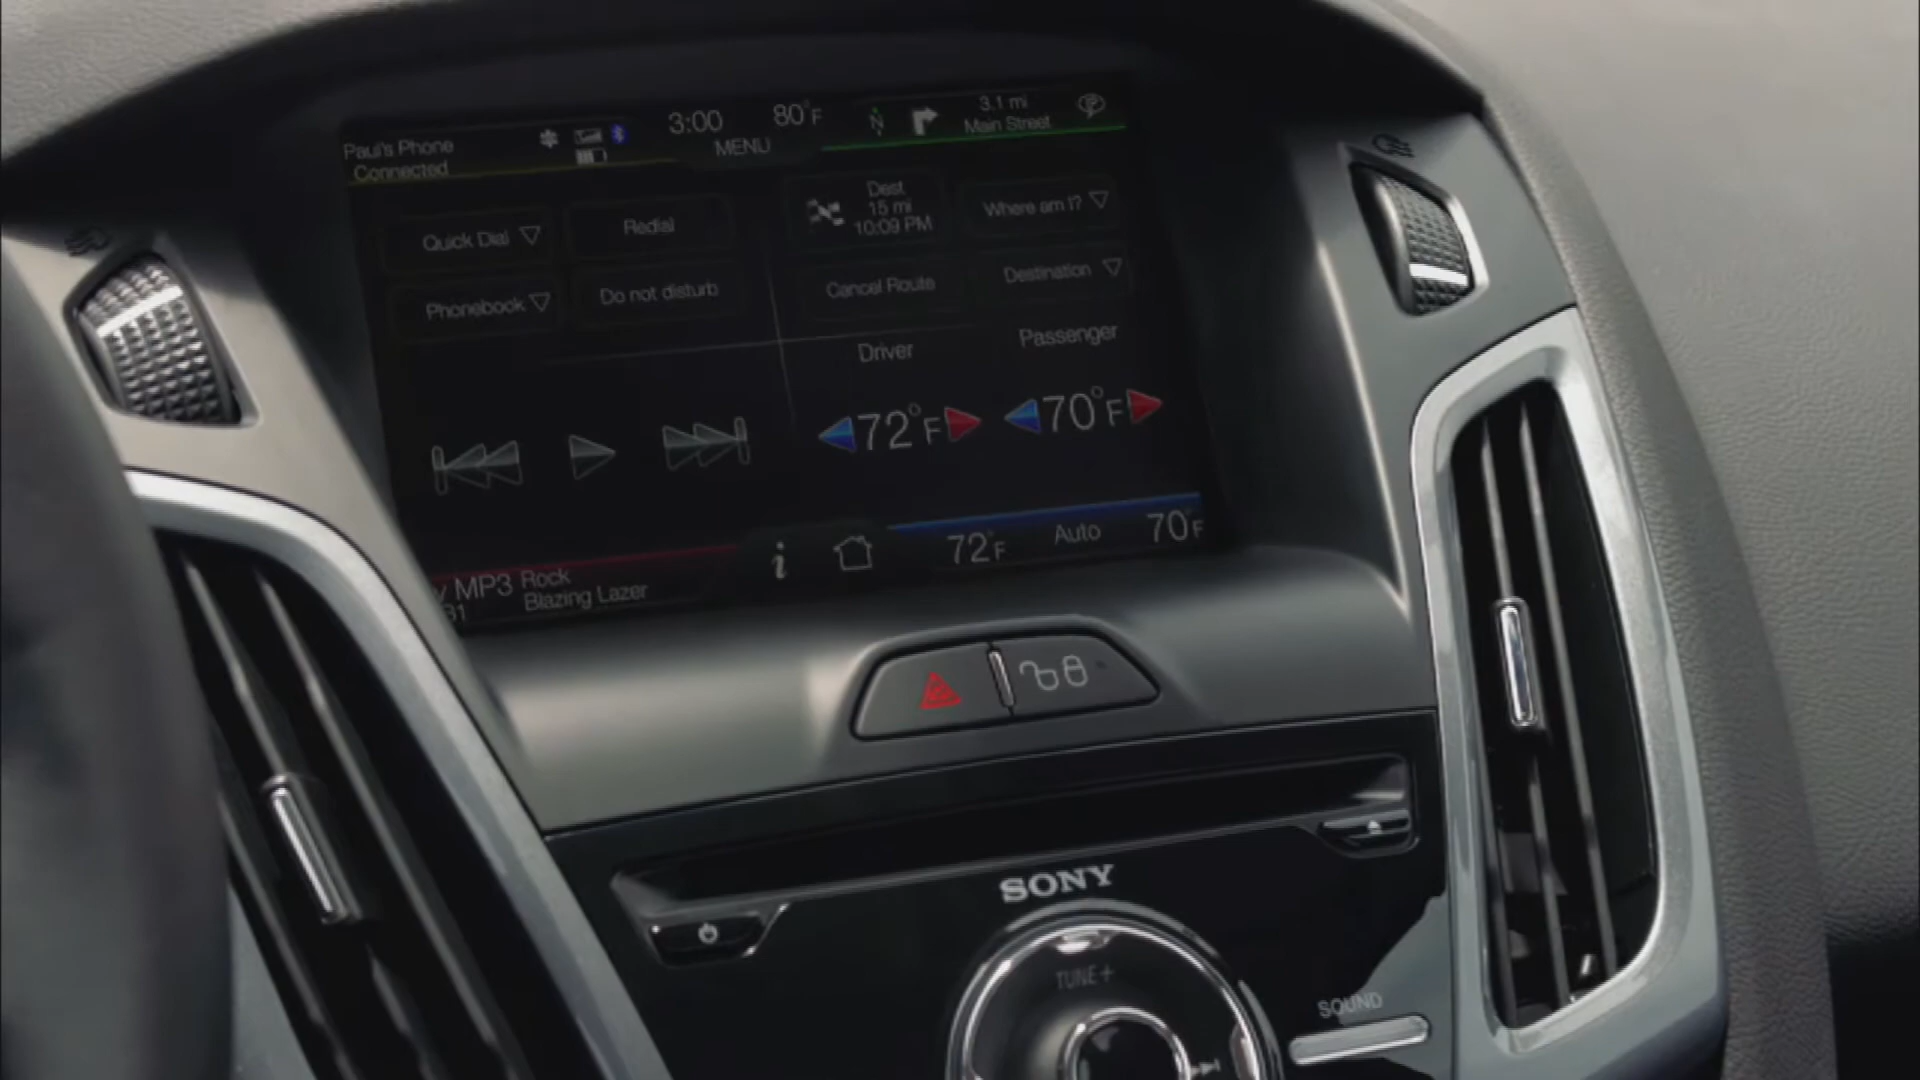 Paul's Phone
Connected
3:00
80°F
MENU
N
3.1 mi
Main Street
Quick Dial
Redial
Dest
15 mi
10:09 PM
Where am I?
Phonebook
Do not disturb
Cancel Route
Destination
Driver
Passenger
72°F
70°F
MP3 Rock
Blazing Lazer
i
72°F
Auto
70°F
SONY
TUNE+
SOUND